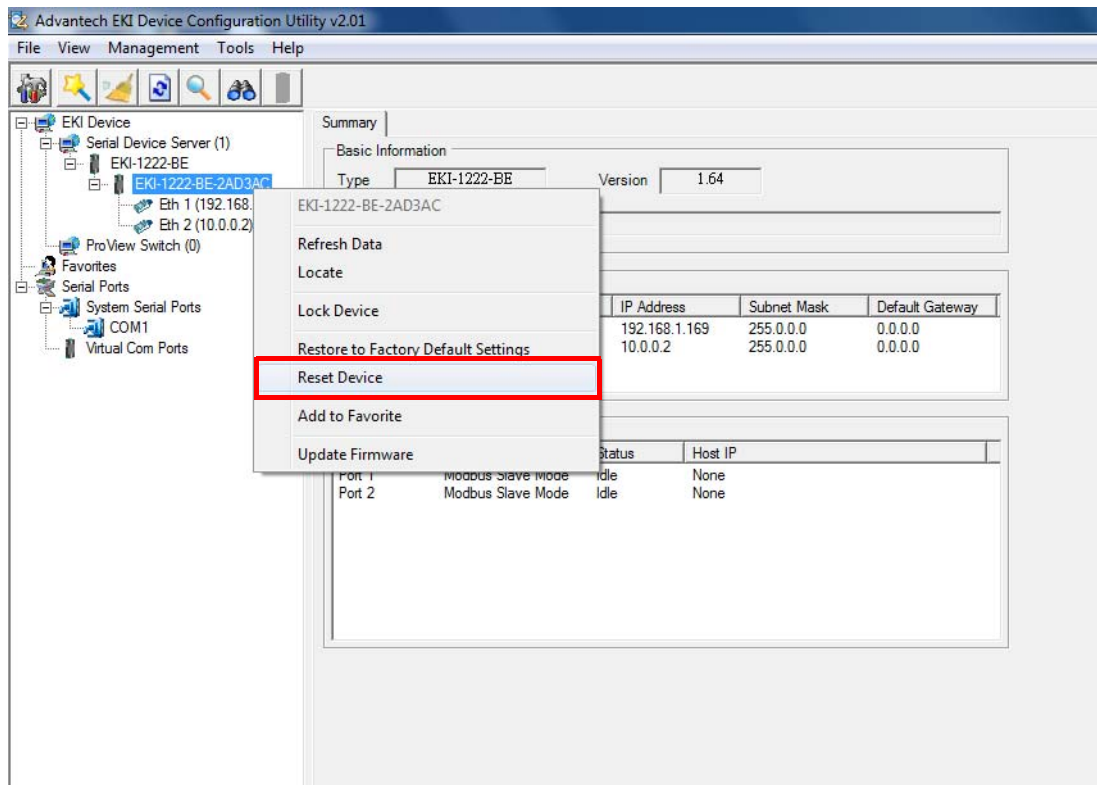 Advantech EKI Device Configuration Utility v2.01
File View Management Tools Help
EKI Device
Serial Device Server (1)
EKI-1222-BE
EKI-1222-BE-2AD3AC
Eth 1 (192.168.
Eth 2 (10.0.0.2)
ProView Switch (0)
Favorites
Serial Ports
System Serial Ports
COM1
Virtual Com Ports
Summary
Basic Information
Type EKI-1222-BE Version 1.64
EKI-1222-BE-2AD3AC
Refresh Data
Locate
Lock Device
Restore to Factory Default Settings
Reset Device
Add to Favorite
Update Firmware
IP Address Subnet Mask Default Gateway
192.168.1.169 255.0.0.0 0.0.0.0
10.0.0.2 255.0.0.0 0.0.0.0
Status Host IP
Port 1 Modbus Slave Mode Idle None
Port 2 Modbus Slave Mode Idle None